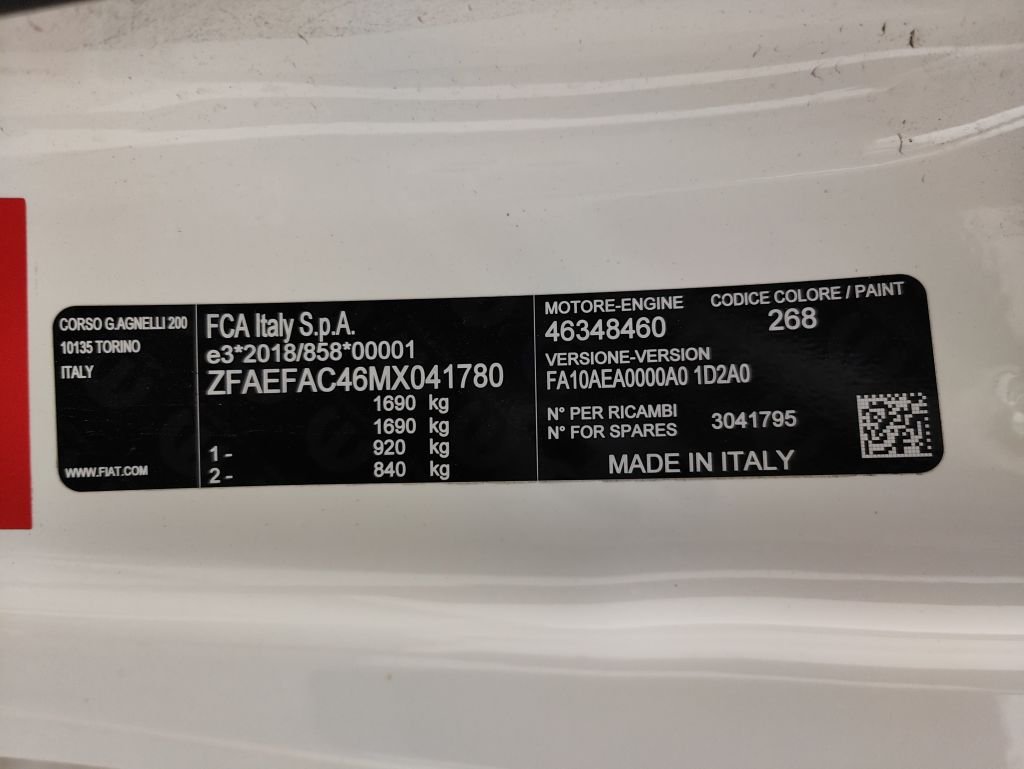 CORSO G.AGNELLI 200
10135 TORINO
ITALY
WWW.FIAT.COM
FCA Italy S.p.A.
e3*2018/858*00001
ZFAEFAC46MX041780
1690 kg
1690 kg
1 - 920 kg
2 - 840 kg
MOTORE-ENGINE
46348460
CODICE COLORE / PAINT
268
VERSIONE-VERSION
FA10AEA0000A0 1D2A0
N° PER RICAMBI
N° FOR SPARES
3041795
MADE IN ITALY